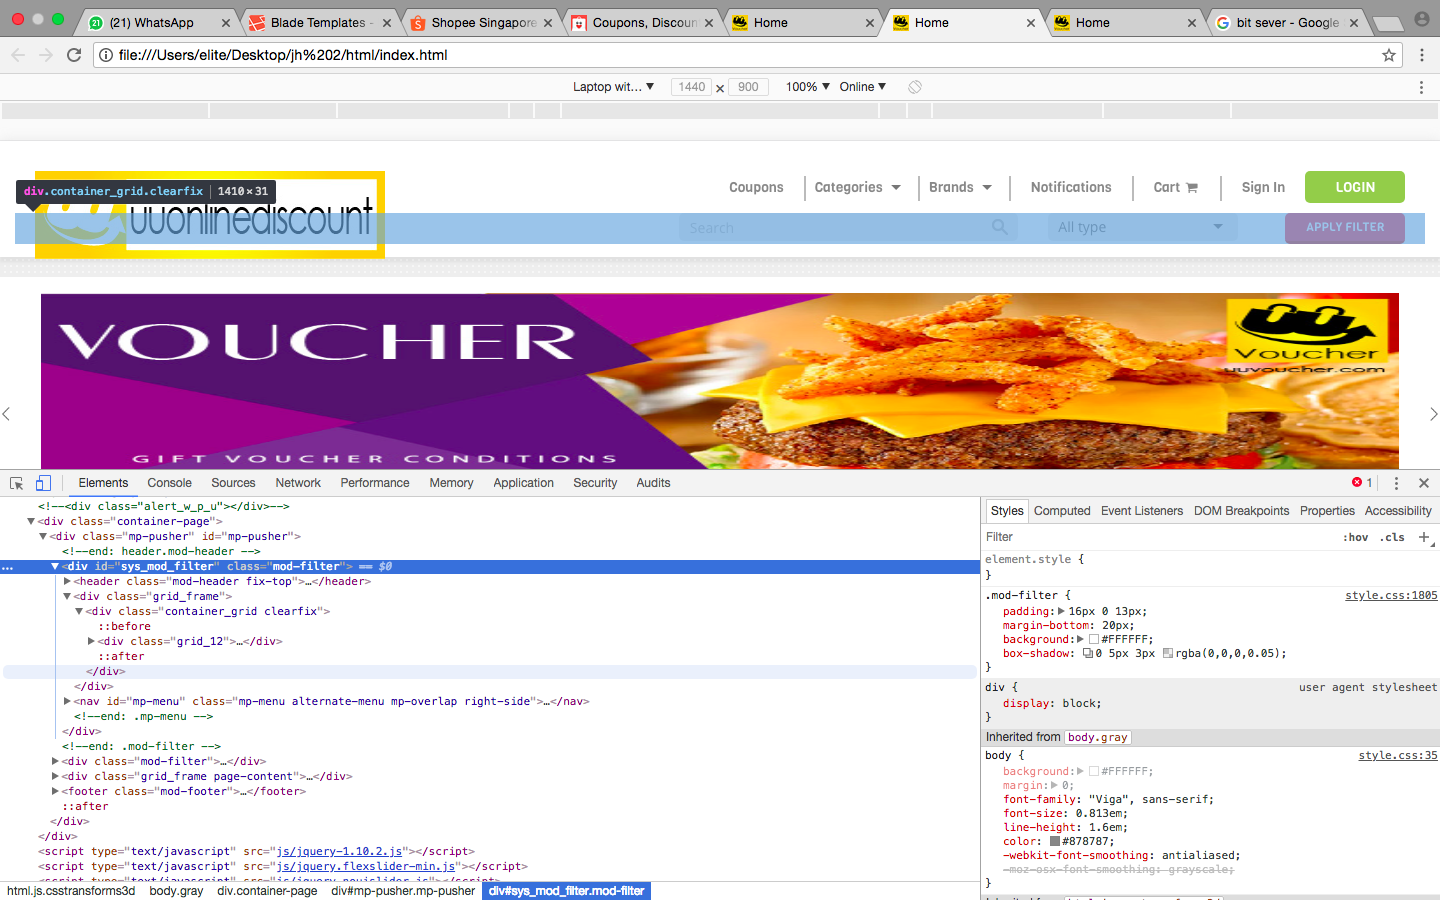 (21) WhatsApp
Blade Templates -
Shopee Singapore
Coupons, Discoun
Home
Home
Home
bit sever - Google
file:///Users/elite/Desktop/jh%202/html/index.html
Laptop wit... ▼ 1440 × 900 100% ▼ Online ▼
div.container_grid.clearfix | 1410 × 31
uuonlinediscount
Coupons
Categories
Brands
Notifications
Cart
Sign In
LOGIN
Search
All type
APPLY FILTER
VOUCHER
GIFT VOUCHER CONDITIONS
Voucher
uuvoucher.com
Elements Console Sources Network Performance Memory Application Security Audits
1
<!--<div class="alert_w_p_u"></div>-->
▼<div class="container-page">
▼<div class="mp-pusher" id="mp-pusher">
<!--end: header.mod-header -->
... ▼<div id="sys_mod_filter" class="mod-filter"> == $0
▶<header class="mod-header fix-top">…</header>
▼<div class="grid_frame">
▼<div class="container_grid clearfix">
::before
▶<div class="grid_12">…</div>
::after
</div>
</div>
▶<nav id="mp-menu" class="mp-menu alternate-menu mp-overlap right-side">…</nav>
<!--end: .mp-menu -->
</div>
<!--end: .mod-filter -->
▶<div class="mod-filter">…</div>
▶<div class="grid_frame page-content">…</div>
▶<footer class="mod-footer">…</footer>
::after
</div>
</div>
<script type="text/javascript" src="js/jquery-1.10.2.js"></script>
<script type="text/javascript" src="js/jquery.flexslider-min.js"></script>
html.js.csstransforms3d body.gray div.container-page div#mp-pusher.mp-pusher div#sys_mod_filter.mod-filter
Styles Computed Event Listeners DOM Breakpoints Properties Accessibility
Filter :hov .cls +
element.style {
}
.mod-filter { style.css:1805
padding:▶16px 0 13px;
margin-bottom: 20px;
background:▶#FFFFFF;
box-shadow: 0 5px 3px rgba(0,0,0,0.05);
}
div { user agent stylesheet
display: block;
}
Inherited from body.gray
body { style.css:35
background:▶#FFFFFF;
margin:▶0;
font-family: "Viga", sans-serif;
font-size: 0.813em;
line-height: 1.6em;
color: #878787;
-webkit-font-smoothing: antialiased;
-moz-osx-font-smoothing: grayscale;
}